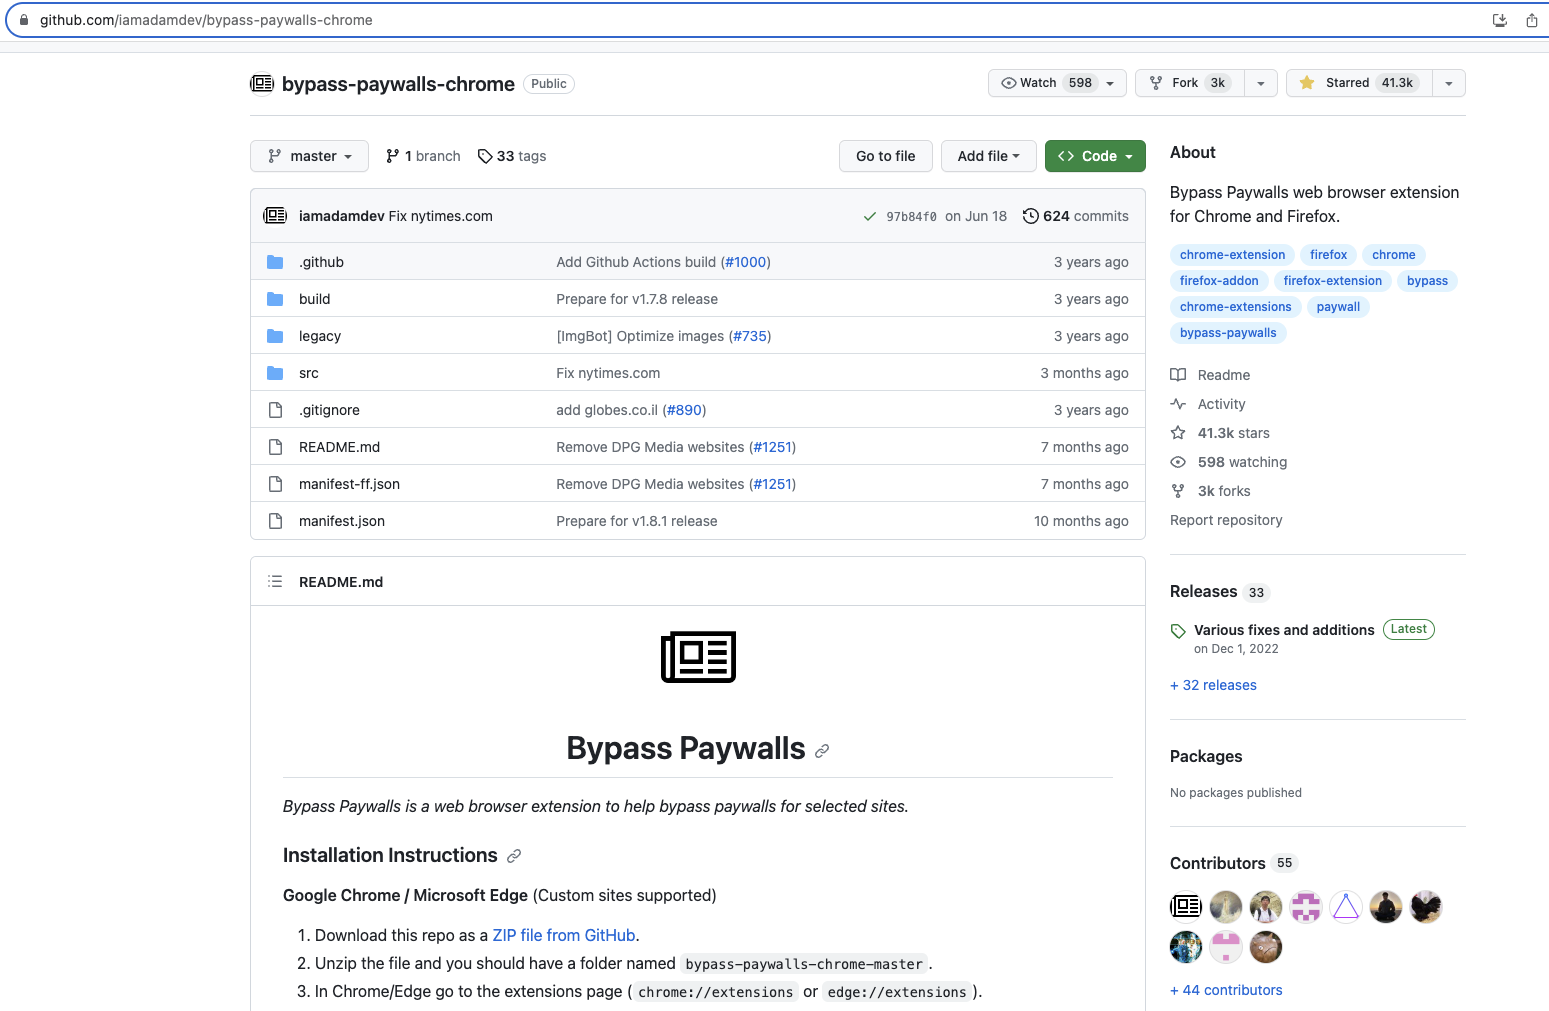 github.com/iamadamdev/bypass-paywalls-chrome
bypass-paywalls-chrome Public
Watch 598
Fork 3k
Starred 41.3k
master
1 branch
33 tags
Go to file
Add file
<> Code
iamadamdev Fix nytimes.com
97b84f0 on Jun 18
624 commits
.github Add Github Actions build (#1000) 3 years ago
build Prepare for v1.7.8 release 3 years ago
legacy [ImgBot] Optimize images (#735) 3 years ago
src Fix nytimes.com 3 months ago
.gitignore add globes.co.il (#890) 3 years ago
README.md Remove DPG Media websites (#1251) 7 months ago
manifest-ff.json Remove DPG Media websites (#1251) 7 months ago
manifest.json Prepare for v1.8.1 release 10 months ago
README.md
Bypass Paywalls
Bypass Paywalls is a web browser extension to help bypass paywalls for selected sites.
Installation Instructions
Google Chrome / Microsoft Edge (Custom sites supported)
1. Download this repo as a ZIP file from GitHub.
2. Unzip the file and you should have a folder named bypass-paywalls-chrome-master.
3. In Chrome/Edge go to the extensions page (chrome://extensions or edge://extensions).
About
Bypass Paywalls web browser extension
for Chrome and Firefox.
chrome-extension firefox chrome
firefox-addon firefox-extension bypass
chrome-extensions paywall
bypass-paywalls
Readme
Activity
41.3k stars
598 watching
3k forks
Report repository
Releases 33
Various fixes and additions Latest
on Dec 1, 2022
+ 32 releases
Packages
No packages published
Contributors 55
+ 44 contributors